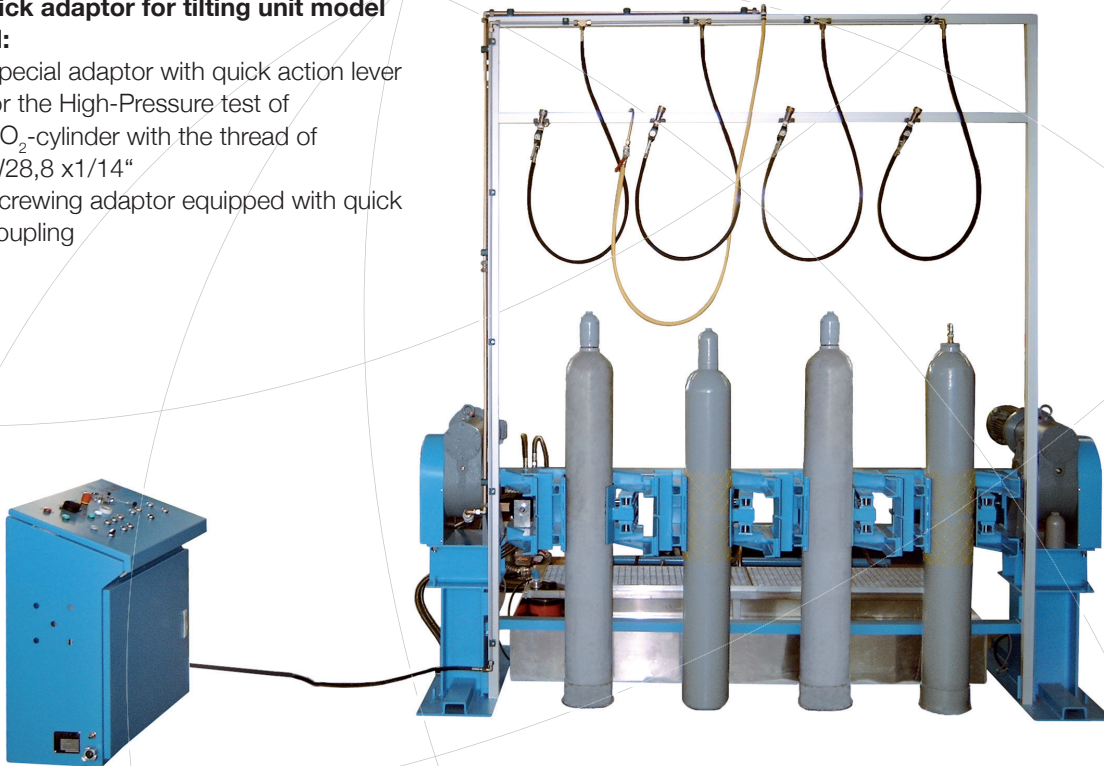 ick adaptor for tilting unit model
l:
pecial adaptor with quick action lever
or the High-Pressure test of
O₂-cylinder with the thread of
/28,8 x1/14“
crewing adaptor equipped with quick
oupling